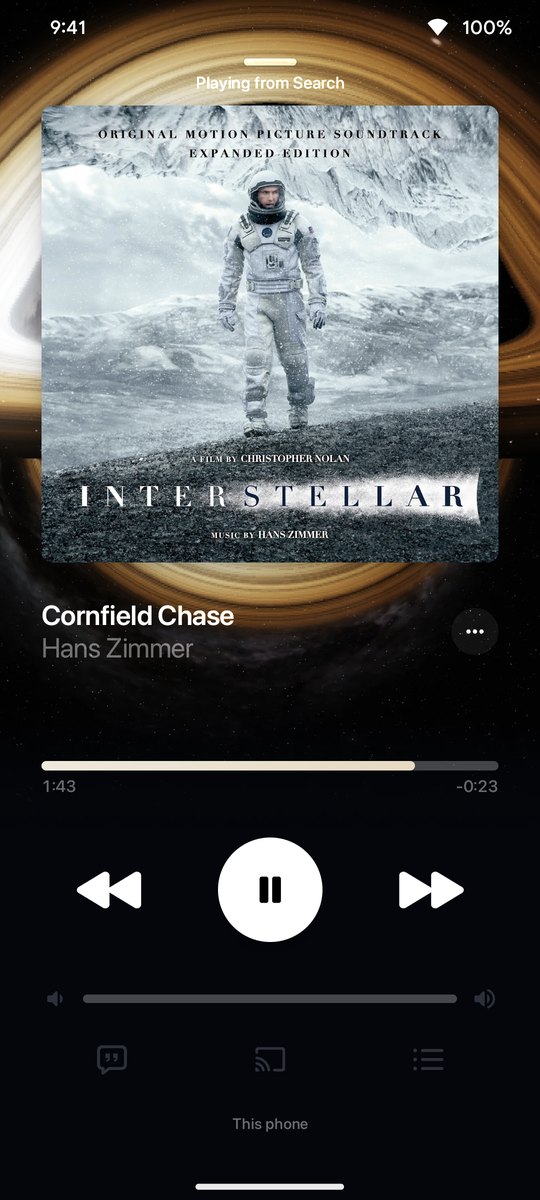 9:41
100%
Playing from Search
ORIGINAL MOTION PICTURE SOUNDTRACK
EXPANDED EDITION
A FILM BY CHRISTOPHER NOLAN
INTERSTELLAR
MUSIC BY HANS ZIMMER
Cornfield Chase
Hans Zimmer
1:43
-0:23
This phone